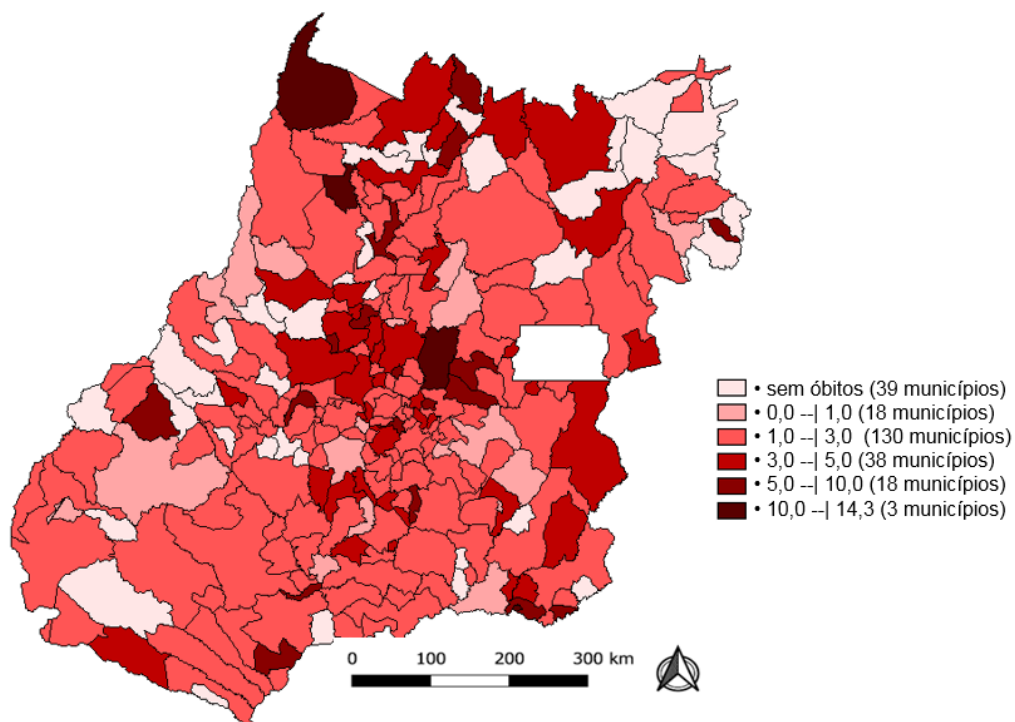 • sem óbitos (39 municípios)
• 0,0 --| 1,0 (18 municípios)
• 1,0 --| 3,0 (130 municípios)
• 3,0 --| 5,0 (38 municípios)
• 5,0 --| 10,0 (18 municípios)
• 10,0 --| 14,3 (3 municípios)
0 100 200 300 km